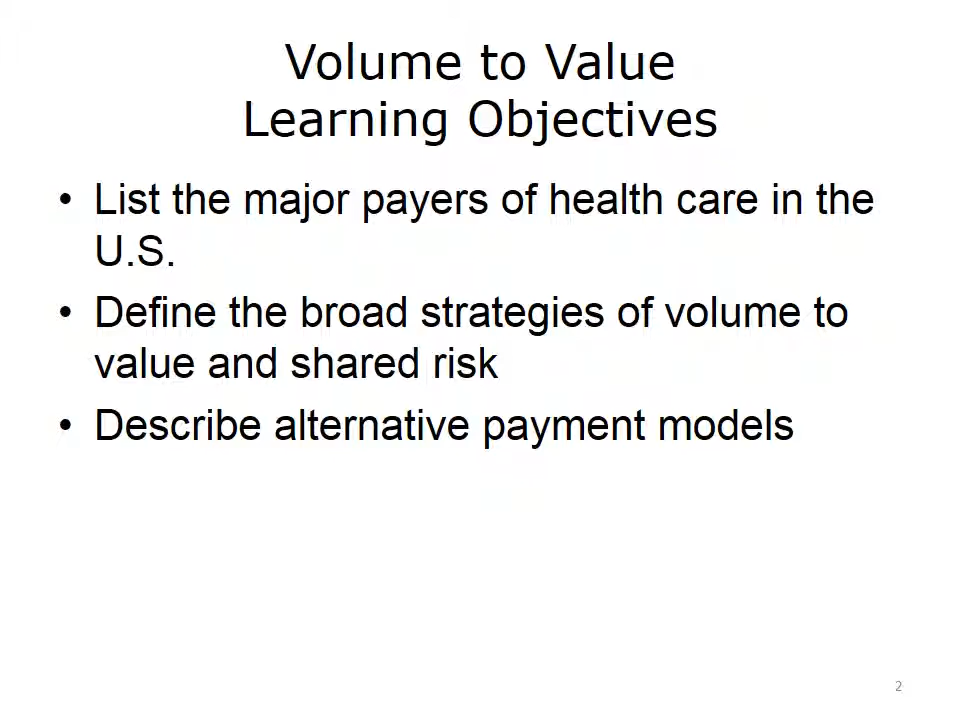 Volume to Value
Learning Objectives
• List the major payers of health care in the
U.S.
• Define the broad strategies of volume to
value and shared risk
• Describe alternative payment models
2